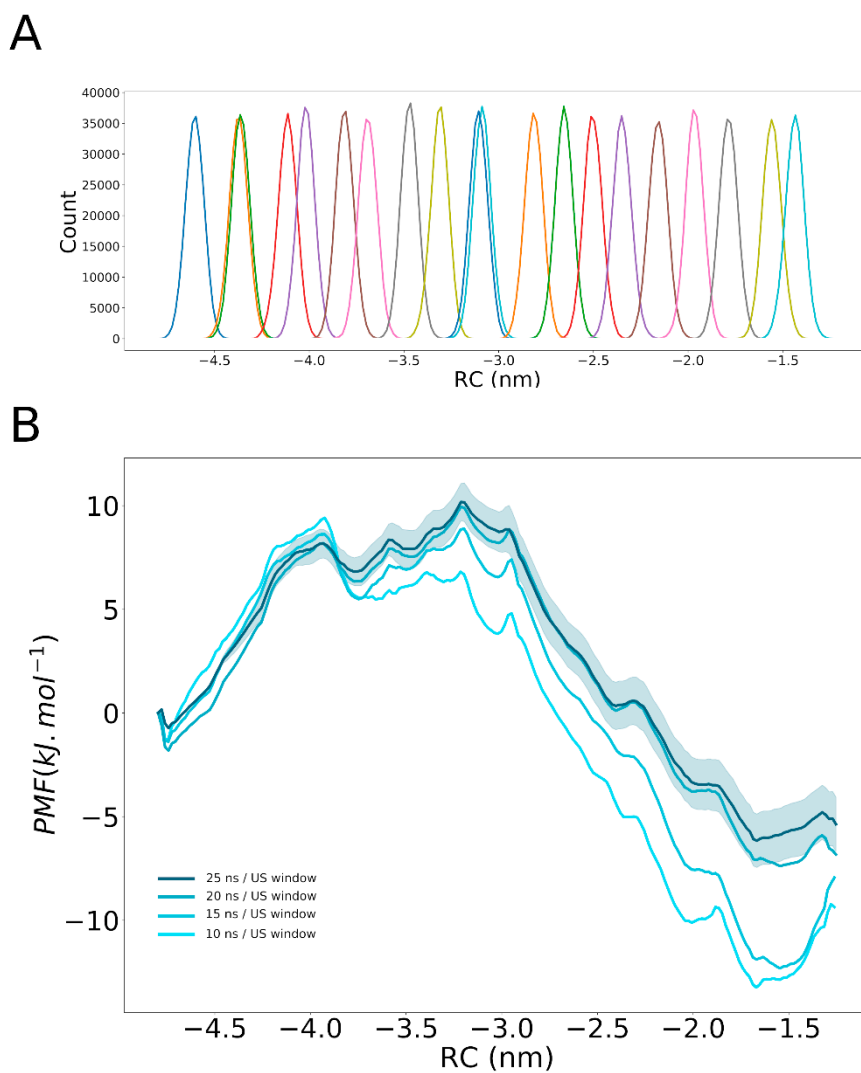 A
40000
35000
30000
25000
20000
15000
10000
5000
0
Count
−4.5 −4.0 −3.5 −3.0 −2.5 −2.0 −1.5
RC (nm)
B
10
5
0
−5
−10
PMF(kJ.mol−1)
25 ns / US window
20 ns / US window
15 ns / US window
10 ns / US window
−4.5 −4.0 −3.5 −3.0 −2.5 −2.0 −1.5
RC (nm)